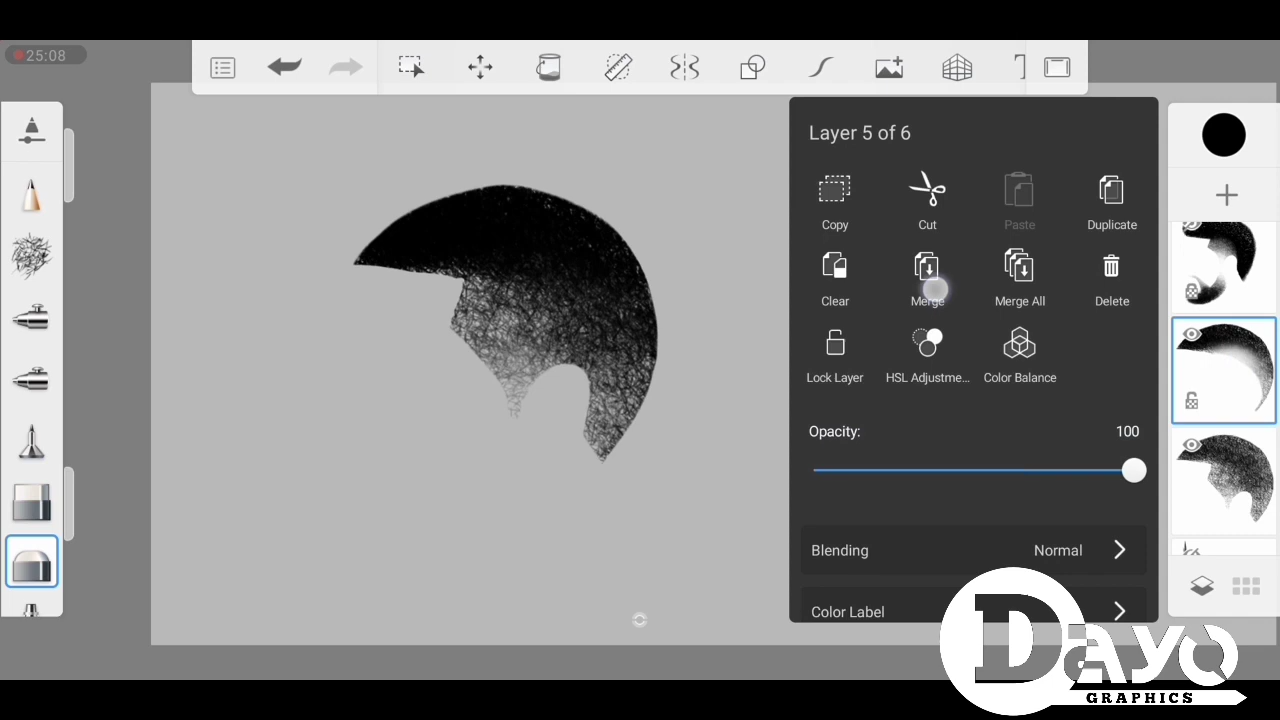 25:08
Layer 5 of 6
Copy
Cut
Paste
Duplicate
Clear
Merge
Merge All
Delete
Lock Layer
HSL Adjustme...
Color Balance
Opacity:
100
Blending
Normal
Color Label
Dayo
GRAPHICS